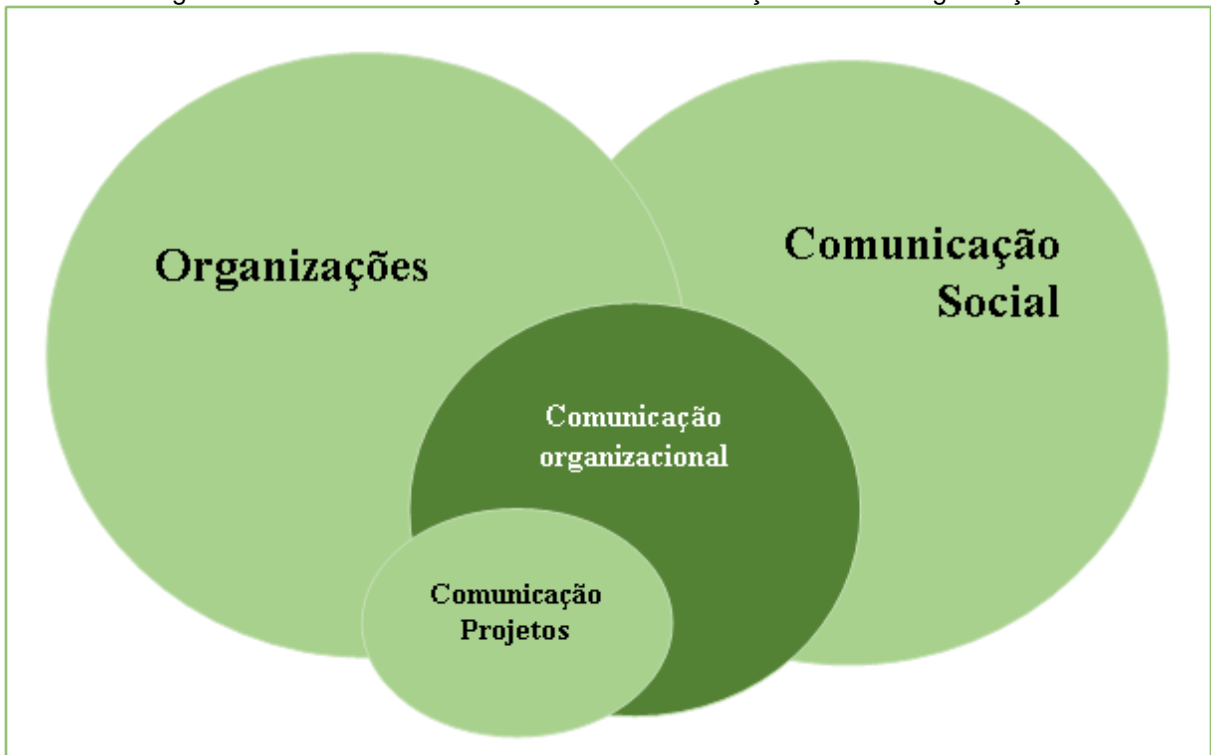 Organizações
Comunicação
Social
Comunicação
organizacional
Comunicação
Projetos